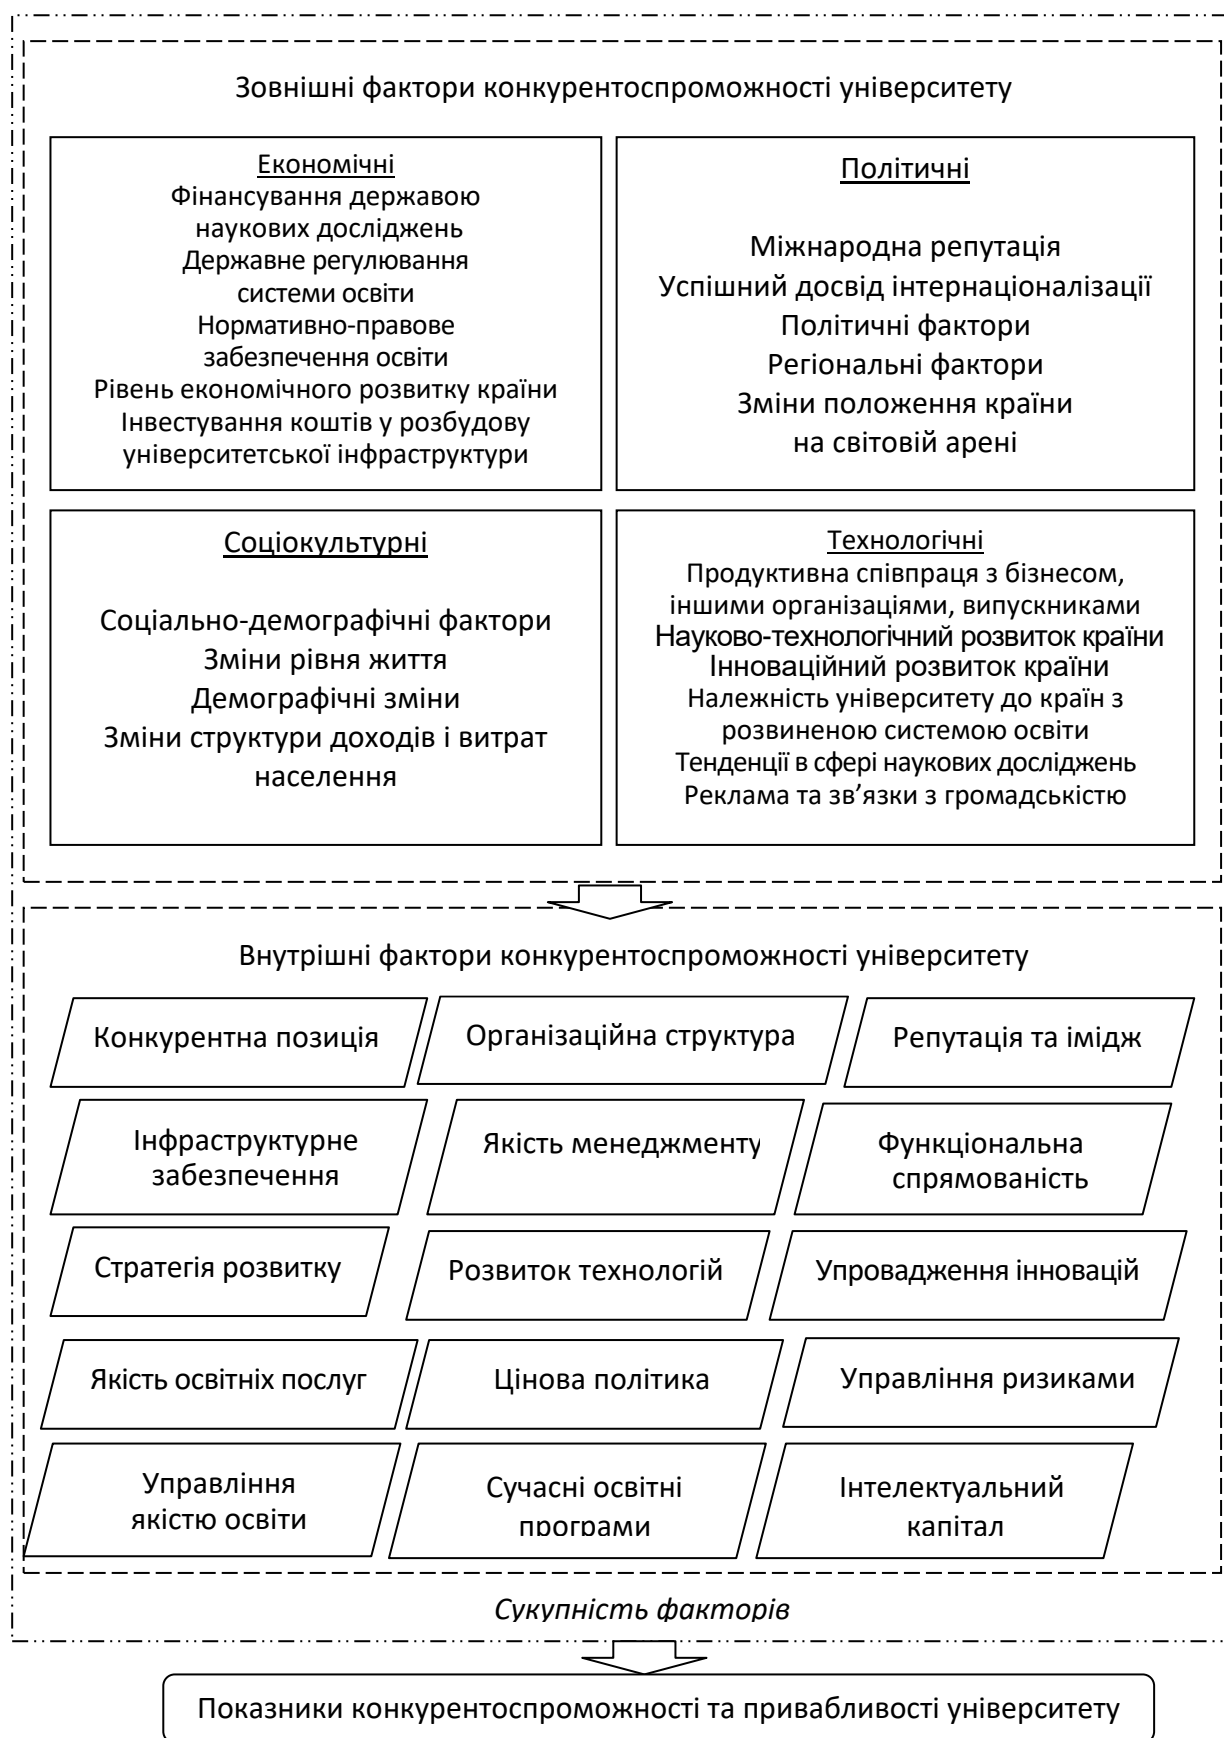 Зовнішні фактори конкурентоспроможності університету
Економічні
Фінансування державою
наукових досліджень
Державне регулювання
системи освіти
Нормативно-правове
забезпечення освіти
Рівень економічного розвитку країни
Інвестування коштів у розбудову
університетської інфраструктури
Політичні
Міжнародна репутація
Успішний досвід інтернаціоналізації
Політичні фактори
Регіональні фактори
Зміни положення країни
на світовій арені
Соціокультурні
Соціально-демографічні фактори
Зміни рівня життя
Демографічні зміни
Зміни структури доходів і витрат
населення
Технологічні
Продуктивна співпраця з бізнесом,
іншими організаціями, випускниками
Науково-технологічний розвиток країни
Інноваційний розвиток країни
Належність університету до країн з
розвиненою системою освіти
Тенденції в сфері наукових досліджень
Реклама та зв’язки з громадськістю
Внутрішні фактори конкурентоспроможності університету
Конкурентна позиція
Організаційна структура
Репутація та імідж
Інфраструктурне
забезпечення
Якість менеджменту
Функціональна
спрямованість
Стратегія розвитку
Розвиток технологій
Упровадження інновацій
Якість освітніх послуг
Цінова політика
Управління ризиками
Управління
якістю освіти
Сучасні освітні
програми
Інтелектуальний
капітал
Сукупність факторів
Показники конкурентоспроможності та привабливості університету